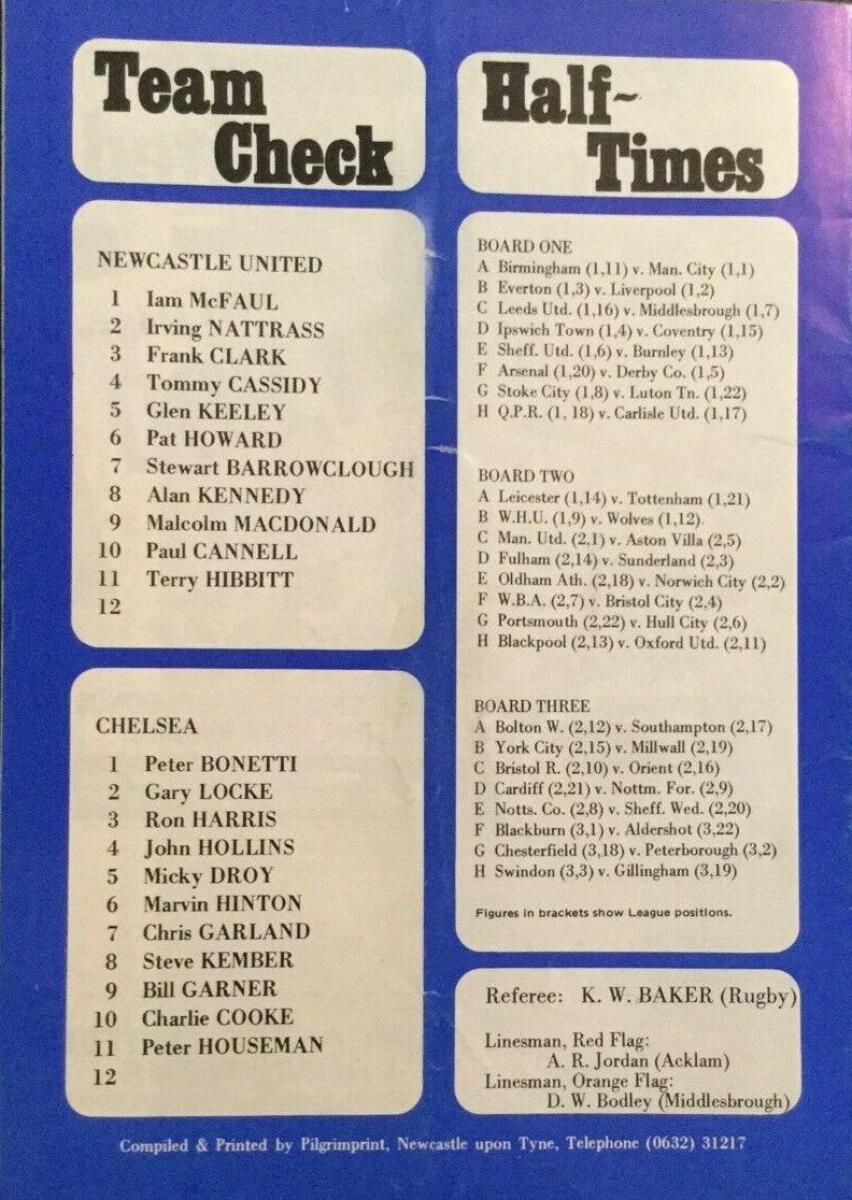 Team
Check
NEWCASTLE UNITED
1 Iam McFAUL
2 Irving NATTRASS
3 Frank CLARK
4 Tommy CASSIDY
5 Glen KEELEY
6 Pat HOWARD
7 Stewart BARROWCLOUGH
8 Alan KENNEDY
9 Malcolm MACDONALD
10 Paul CANNELL
11 Terry HIBBITT
12
CHELSEA
1 Peter BONETTI
2 Gary LOCKE
3 Ron HARRIS
4 John HOLLINS
5 Micky DROY
6 Marvin HINTON
7 Chris GARLAND
8 Steve KEMBER
9 Bill GARNER
10 Charlie COOKE
11 Peter HOUSEMAN
12
Half~
Times
BOARD ONE
A Birmingham (1,11) v. Man. City (1,1)
B Everton (1,3) v. Liverpool (1,2)
C Leeds Utd. (1,16) v. Middlesbrough (1,7)
D Ipswich Town (1,4) v. Coventry (1,15)
E Sheff. Utd. (1,6) v. Burnley (1,13)
F Arsenal (1,20) v. Derby Co. (1,5)
G Stoke City (1,8) v. Luton Tn. (1,22)
H Q.P.R. (1, 18) v. Carlisle Utd. (1,17)
BOARD TWO
A Leicester (1,14) v. Tottenham (1,21)
B W.H.U. (1,9) v. Wolves (1,12).
C Man. Utd. (2,1) v. Aston Villa (2,5)
D Fulham (2,14) v. Sunderland (2,3)
E Oldham Ath. (2,18) v. Norwich City (2,2)
F W.B.A. (2,7) v. Bristol City (2,4)
G Portsmouth (2,22) v. Hull City (2,6)
H Blackpool (2,13) v. Oxford Utd. (2,11)
BOARD THREE
A Bolton W. (2,12) v. Southampton (2,17)
B York City (2,15) v. Millwall (2,19)
C Bristol R. (2,10) v. Orient (2,16)
D Cardiff (2,21) v. Nottm. For. (2,9)
E Notts. Co. (2,8) v. Sheff. Wed. (2,20)
F Blackburn (3,1) v. Aldershot (3,22)
G Chesterfield (3,18) v. Peterborough (3,2)
H Swindon (3,3) v. Gillingham (3,19)
Figures in brackets show League positions.
Referee: K. W. BAKER (Rugby)
Linesman, Red Flag:
A. R. Jordan (Acklam)
Linesman, Orange Flag:
D. W. Bodley (Middlesbrough)
Compiled & Printed by Pilgrimprint, Newcastle upon Tyne, Telephone (0632) 31217